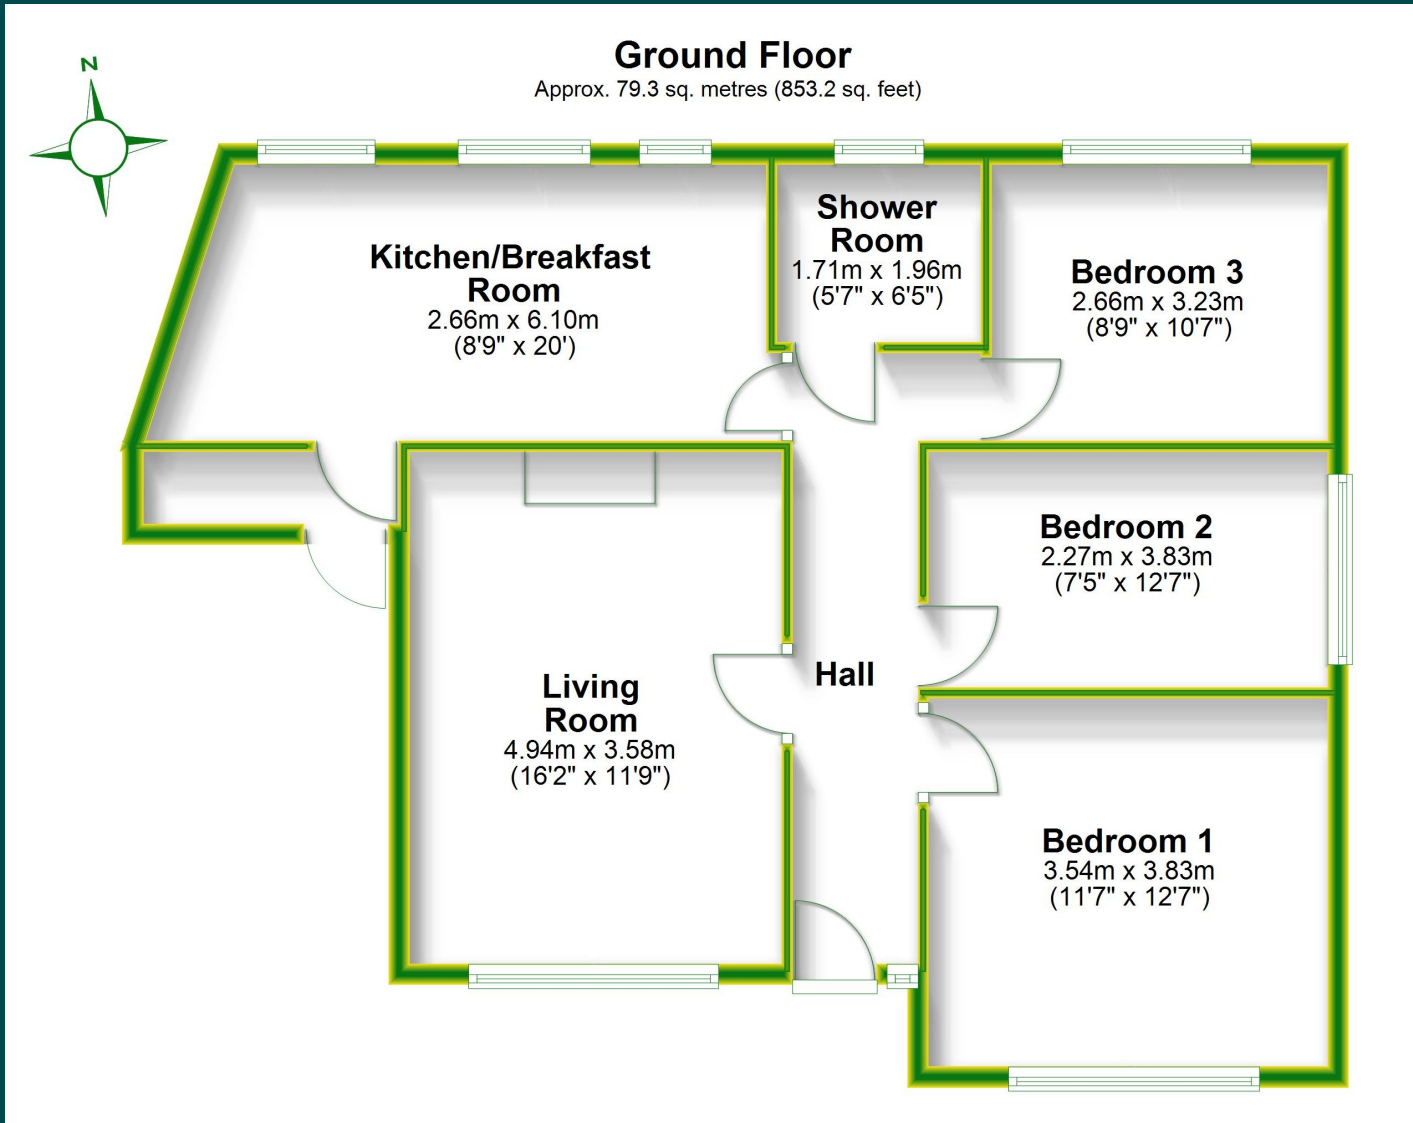 N
Ground Floor
Approx. 79.3 sq. metres (853.2 sq. feet)
Kitchen/Breakfast
Room
2.66m x 6.10m
(8'9" x 20')
Shower
Room
1.71m x 1.96m
(5'7" x 6'5")
Bedroom 3
2.66m x 3.23m
(8'9" x 10'7")
Bedroom 2
2.27m x 3.83m
(7'5" x 12'7")
Hall
Living
Room
4.94m x 3.58m
(16'2" x 11'9")
Bedroom 1
3.54m x 3.83m
(11'7" x 12'7")